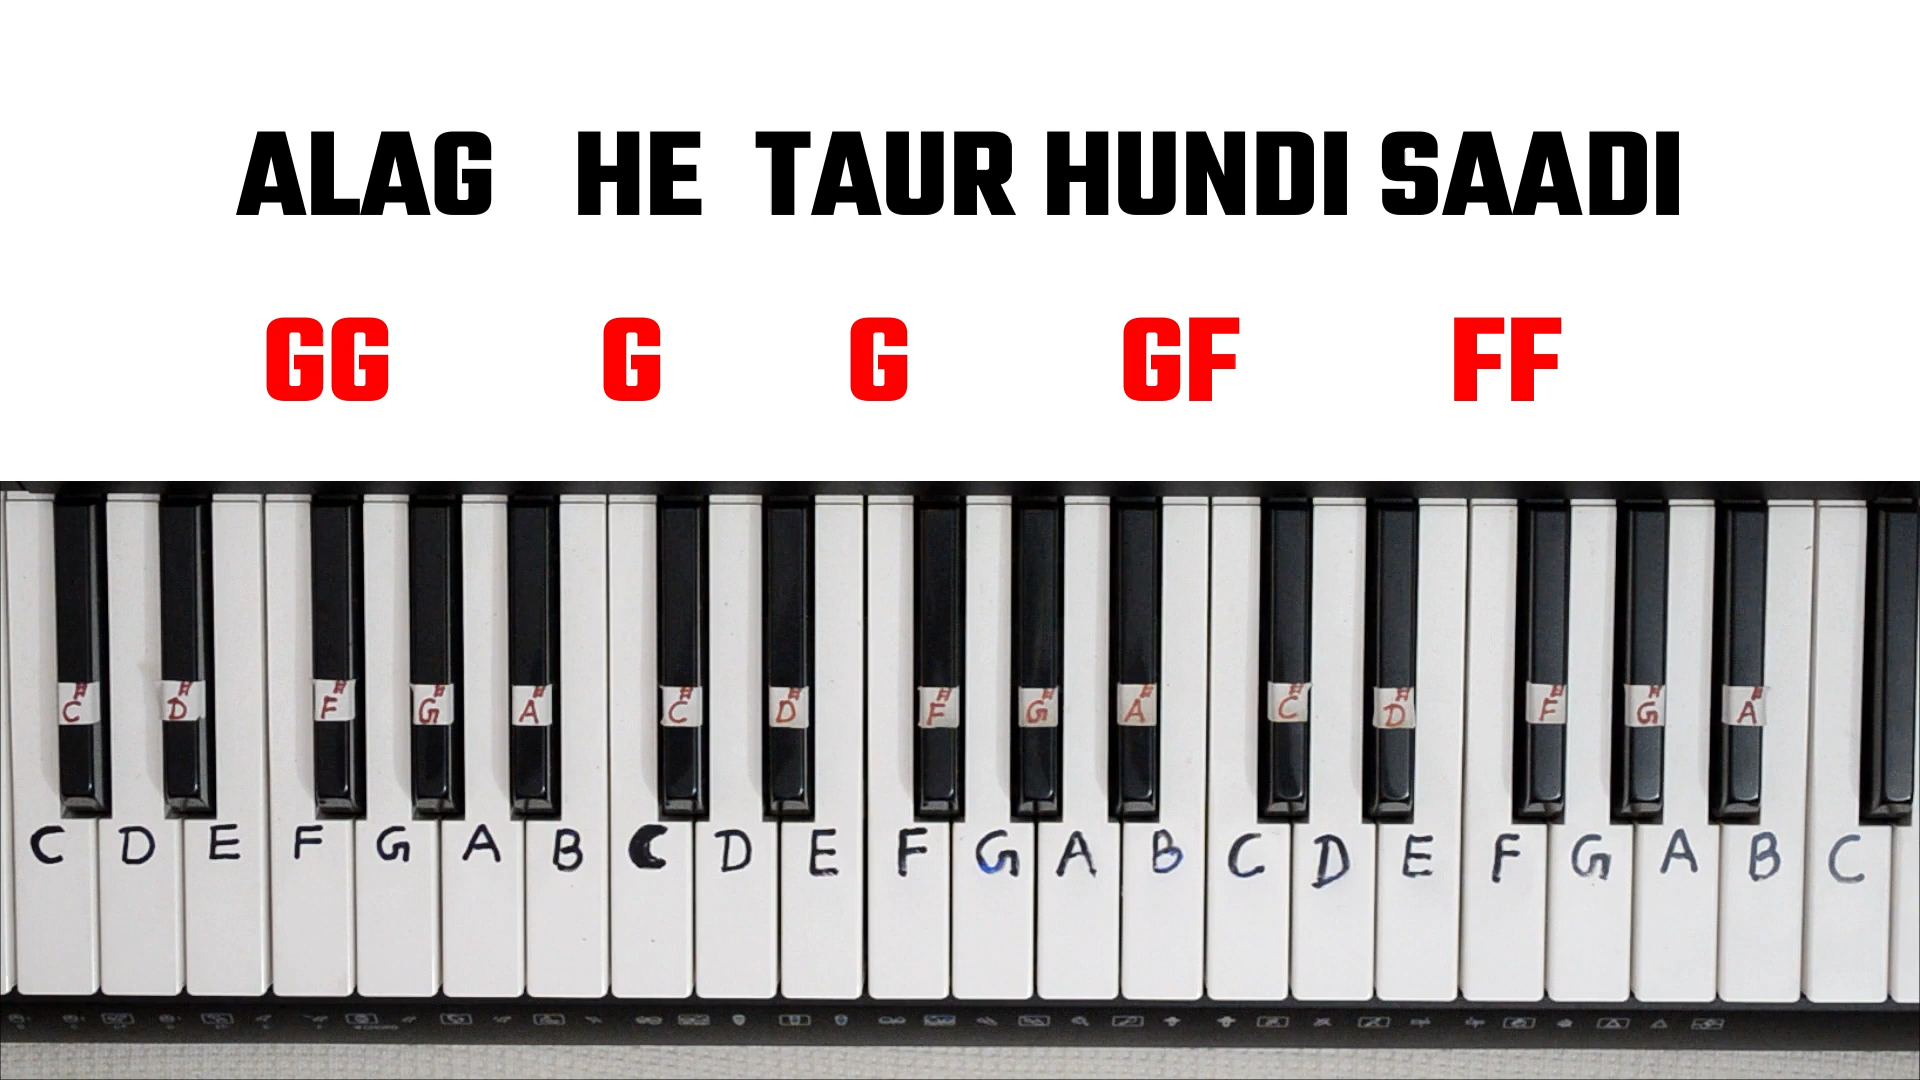 ALAG HE TAUR HUNDI SAADI
GG G G GF FF
C# D# F# G# A# C# D# F# G# A# C# D# F# G# A#
C D E F G A B C D E F G A B C D E F G A B C